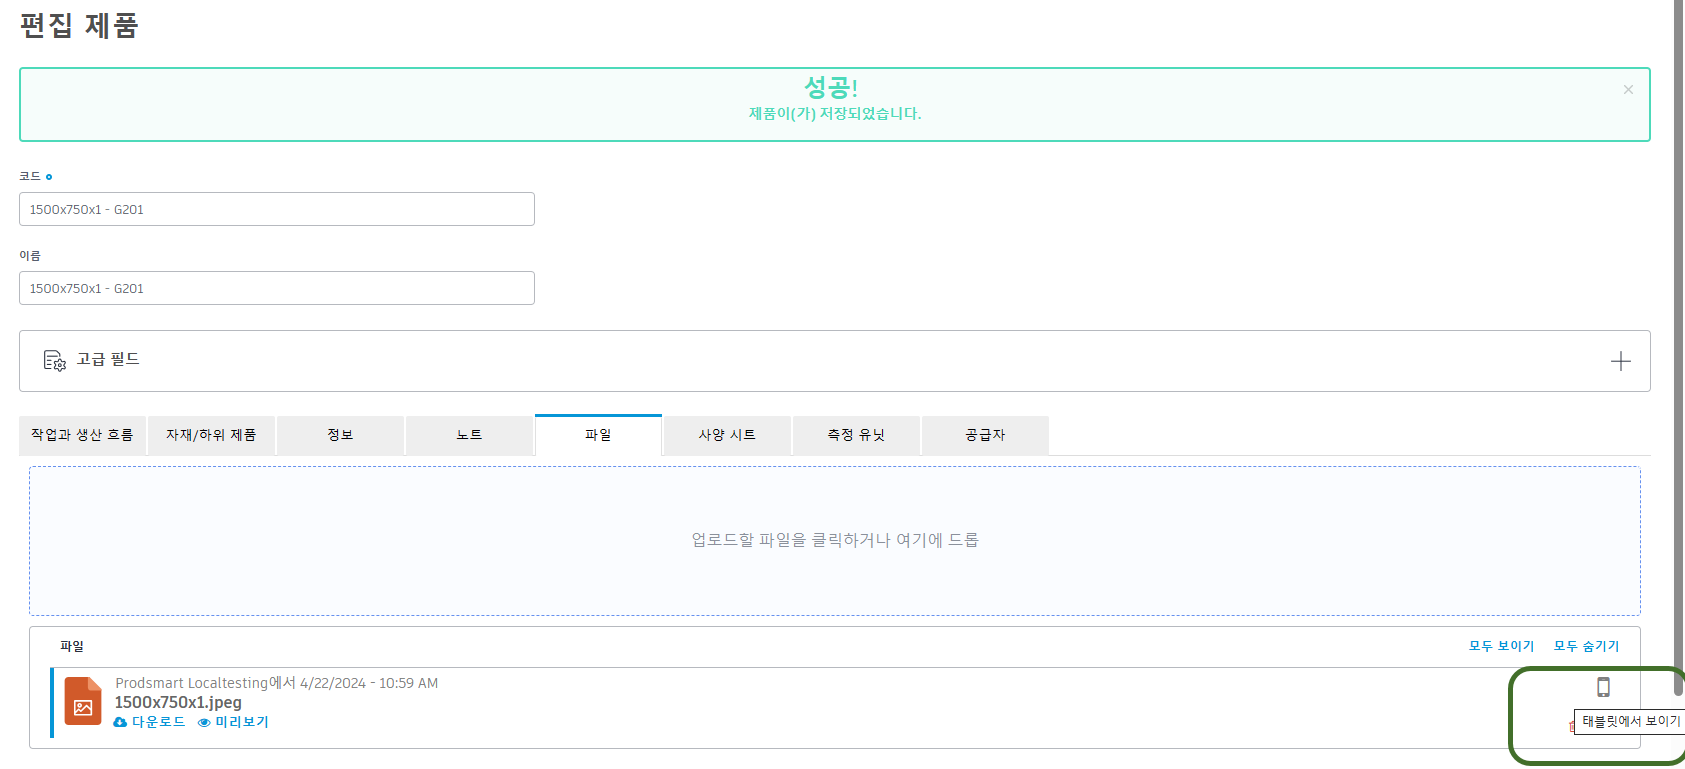 편집 제품
성공!
×
제품이(가) 저장되었습니다.
코드
1500x750x1 - G201
이름
1500x750x1 - G201
고급 필드
작업과 생산 흐름 자재/하위 제품 정보 노트 파일 사양 시트 측정 유닛 공급자
업로드할 파일을 클릭하거나 여기에 드롭
파일 모두 보이기 모두 숨기기
Prodsmart Localtesting에서 4/22/2024 - 10:59 AM
1500x750x1.jpeg
다운로드 미리보기
태블릿에서 보이기